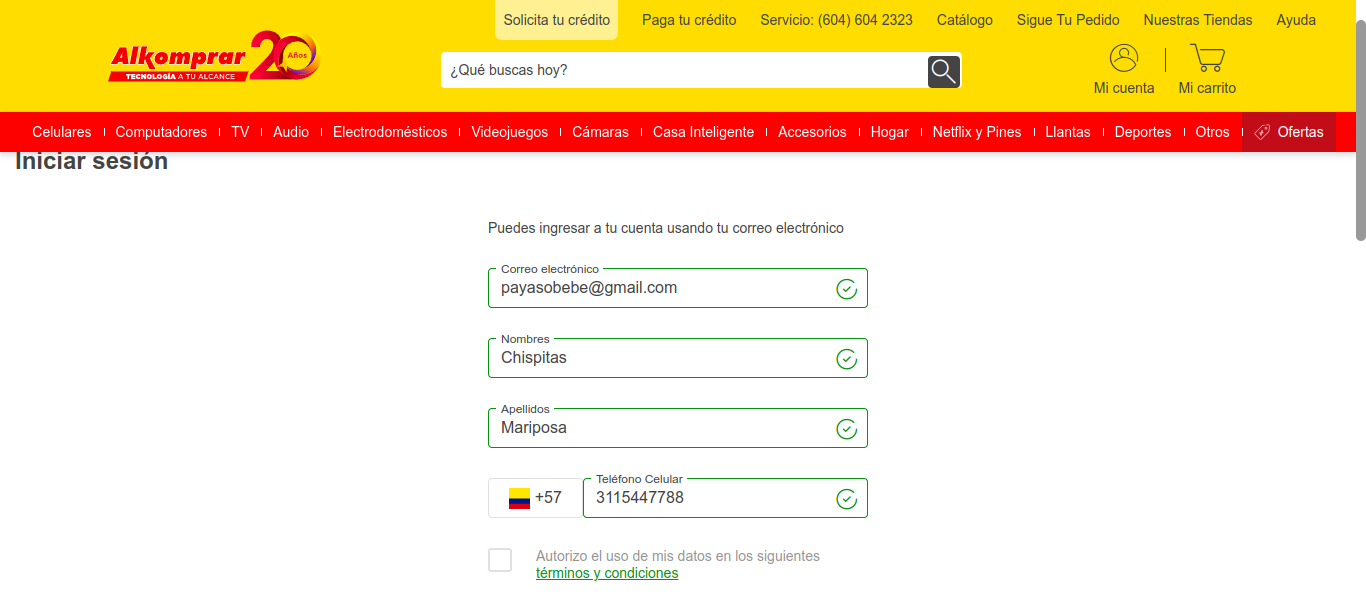 Solicita tu crédito Paga tu crédito Servicio: (604) 604 2323 Catálogo Sigue Tu Pedido Nuestras Tiendas Ayuda
Alkomprar 20 Años
TECNOLOGÍA A TU ALCANCE
¿Qué buscas hoy?
Mi cuenta Mi carrito
Celulares Computadores TV Audio Electrodomésticos Videojuegos Cámaras Casa Inteligente Accesorios Hogar Netflix y Pines Llantas Deportes Otros Ofertas
Iniciar sesión
Puedes ingresar a tu cuenta usando tu correo electrónico
Correo electrónico
payasobebe@gmail.com
Nombres
Chispitas
Apellidos
Mariposa
Teléfono Celular
+57 3115447788
Autorizo el uso de mis datos en los siguientes
términos y condiciones